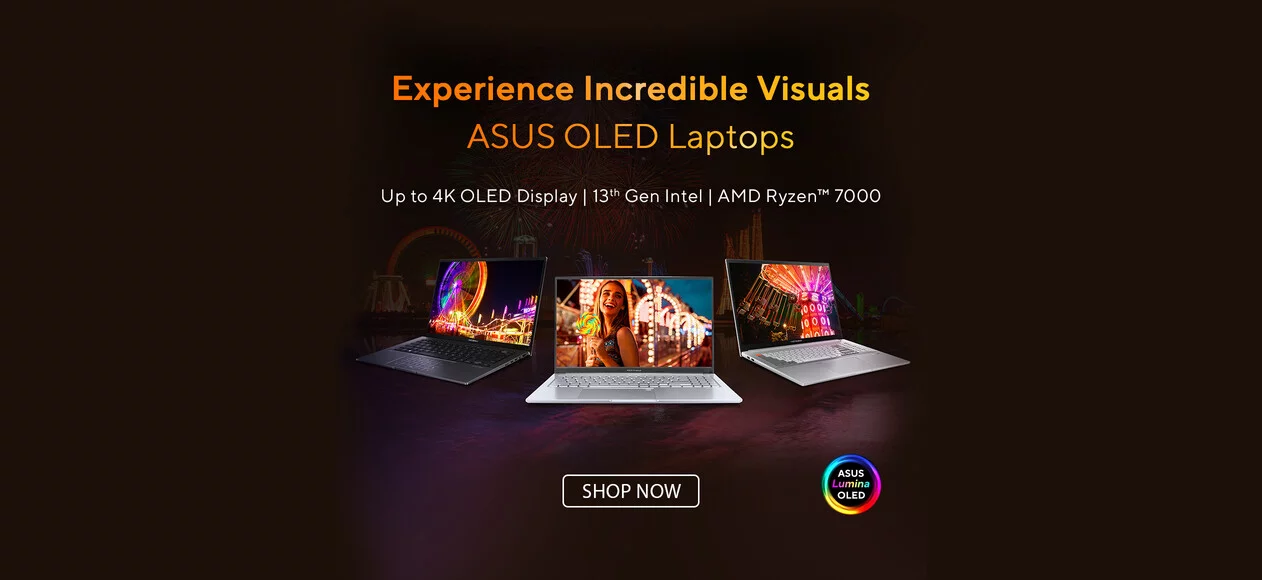 Experience Incredible Visuals
ASUS OLED Laptops
Up to 4K OLED Display | 13th Gen Intel | AMD Ryzen™ 7000
SHOP NOW
ASUS
Lumina
OLED